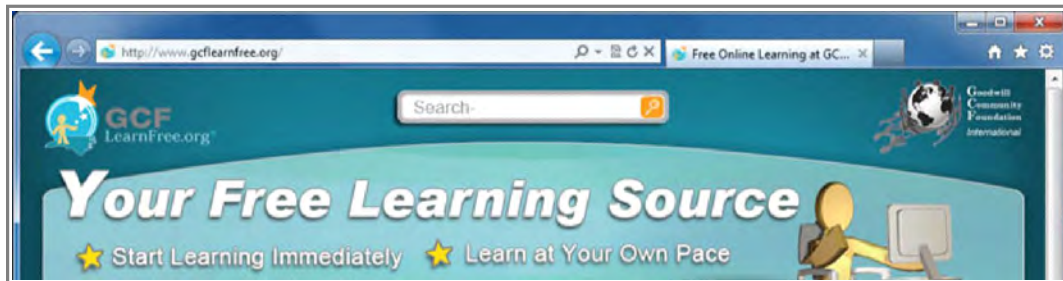 http://www.gcflearnfree.org/
Free Online Learning at GC...
GCF
LearnFree.org®
Search-
Goodwill
Community
Foundation
International
Your Free Learning Source
Start Learning Immediately
Learn at Your Own Pace